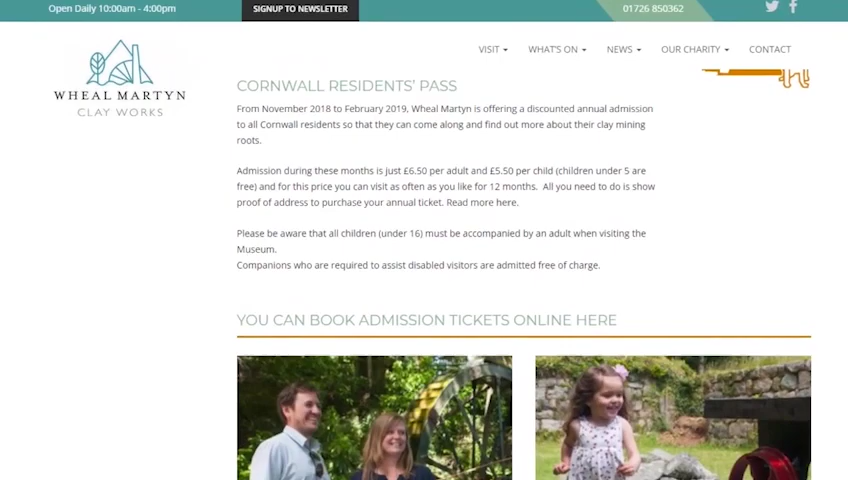 Open Daily 10:00am - 4:00pm
SIGNUP TO NEWSLETTER
01726 850362
VISIT
WHAT'S ON
NEWS
OUR CHARITY
CONTACT
WHEAL MARTYN
CLAY WORKS
CORNWALL RESIDENTS' PASS
From November 2018 to February 2019, Wheal Martyn is offering a discounted annual admission
to all Cornwall residents so that they can come along and find out more about their clay mining
roots.
Admission during these months is just £6.50 per adult and £5.50 per child (children under 5 are
free) and for this price you can visit as often as you like for 12 months. All you need to do is show
proof of address to purchase your annual ticket. Read more here.
Please be aware that all children (under 16) must be accompanied by an adult when visiting the
Museum.
Companions who are required to assist disabled visitors are admitted free of charge.
YOU CAN BOOK ADMISSION TICKETS ONLINE HERE